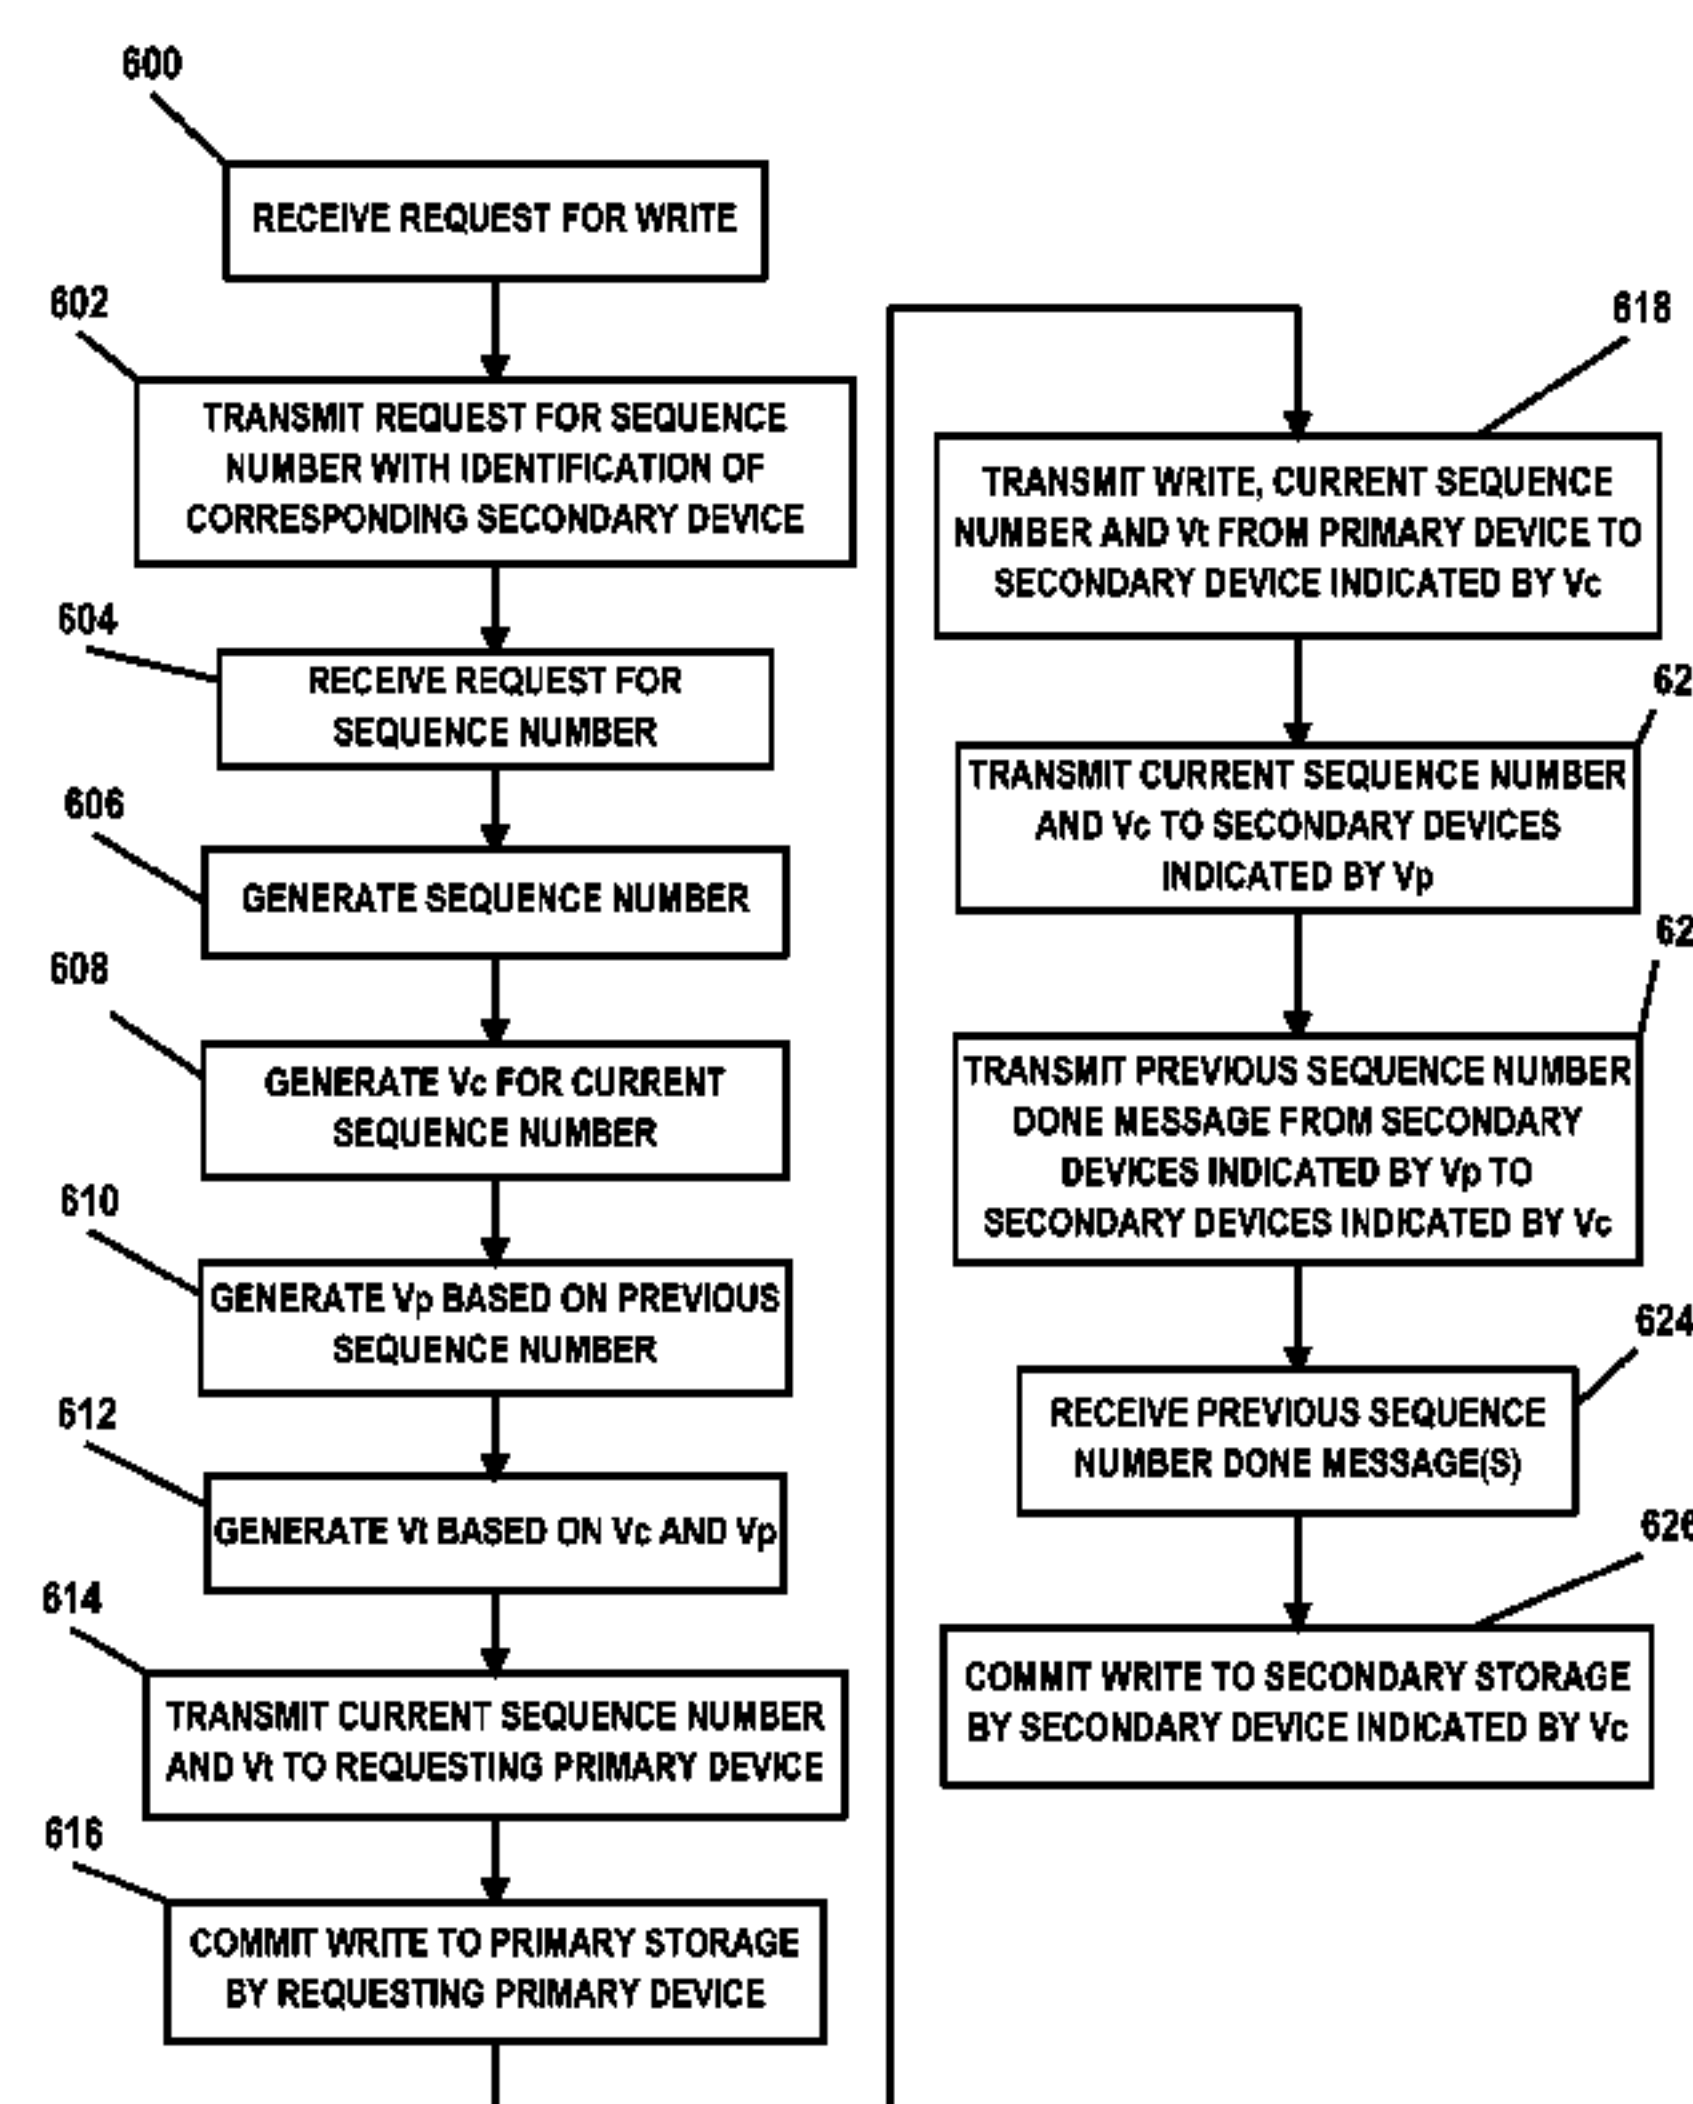 600
RECEIVE REQUEST FOR WRITE
602
TRANSMIT REQUEST FOR SEQUENCE
NUMBER WITH IDENTIFICATION OF
CORRESPONDING SECONDARY DEVICE
604
RECEIVE REQUEST FOR
SEQUENCE NUMBER
606
GENERATE SEQUENCE NUMBER
608
GENERATE Vc FOR CURRENT
SEQUENCE NUMBER
610
GENERATE Vp BASED ON PREVIOUS
SEQUENCE NUMBER
612
GENERATE Vt BASED ON Vc AND Vp
614
TRANSMIT CURRENT SEQUENCE NUMBER
AND Vt TO REQUESTING PRIMARY DEVICE
616
COMMIT WRITE TO PRIMARY STORAGE
BY REQUESTING PRIMARY DEVICE
618
TRANSMIT WRITE, CURRENT SEQUENCE
NUMBER AND Vt FROM PRIMARY DEVICE TO
SECONDARY DEVICE INDICATED BY Vc
62
TRANSMIT CURRENT SEQUENCE NUMBER
AND Vc TO SECONDARY DEVICES
INDICATED BY Vp
62
TRANSMIT PREVIOUS SEQUENCE NUMBER
DONE MESSAGE FROM SECONDARY
DEVICES INDICATED BY Vp TO
SECONDARY DEVICES INDICATED BY Vc
624
RECEIVE PREVIOUS SEQUENCE
NUMBER DONE MESSAGE(S)
626
COMMIT WRITE TO SECONDARY STORAGE
BY SECONDARY DEVICE INDICATED BY Vc